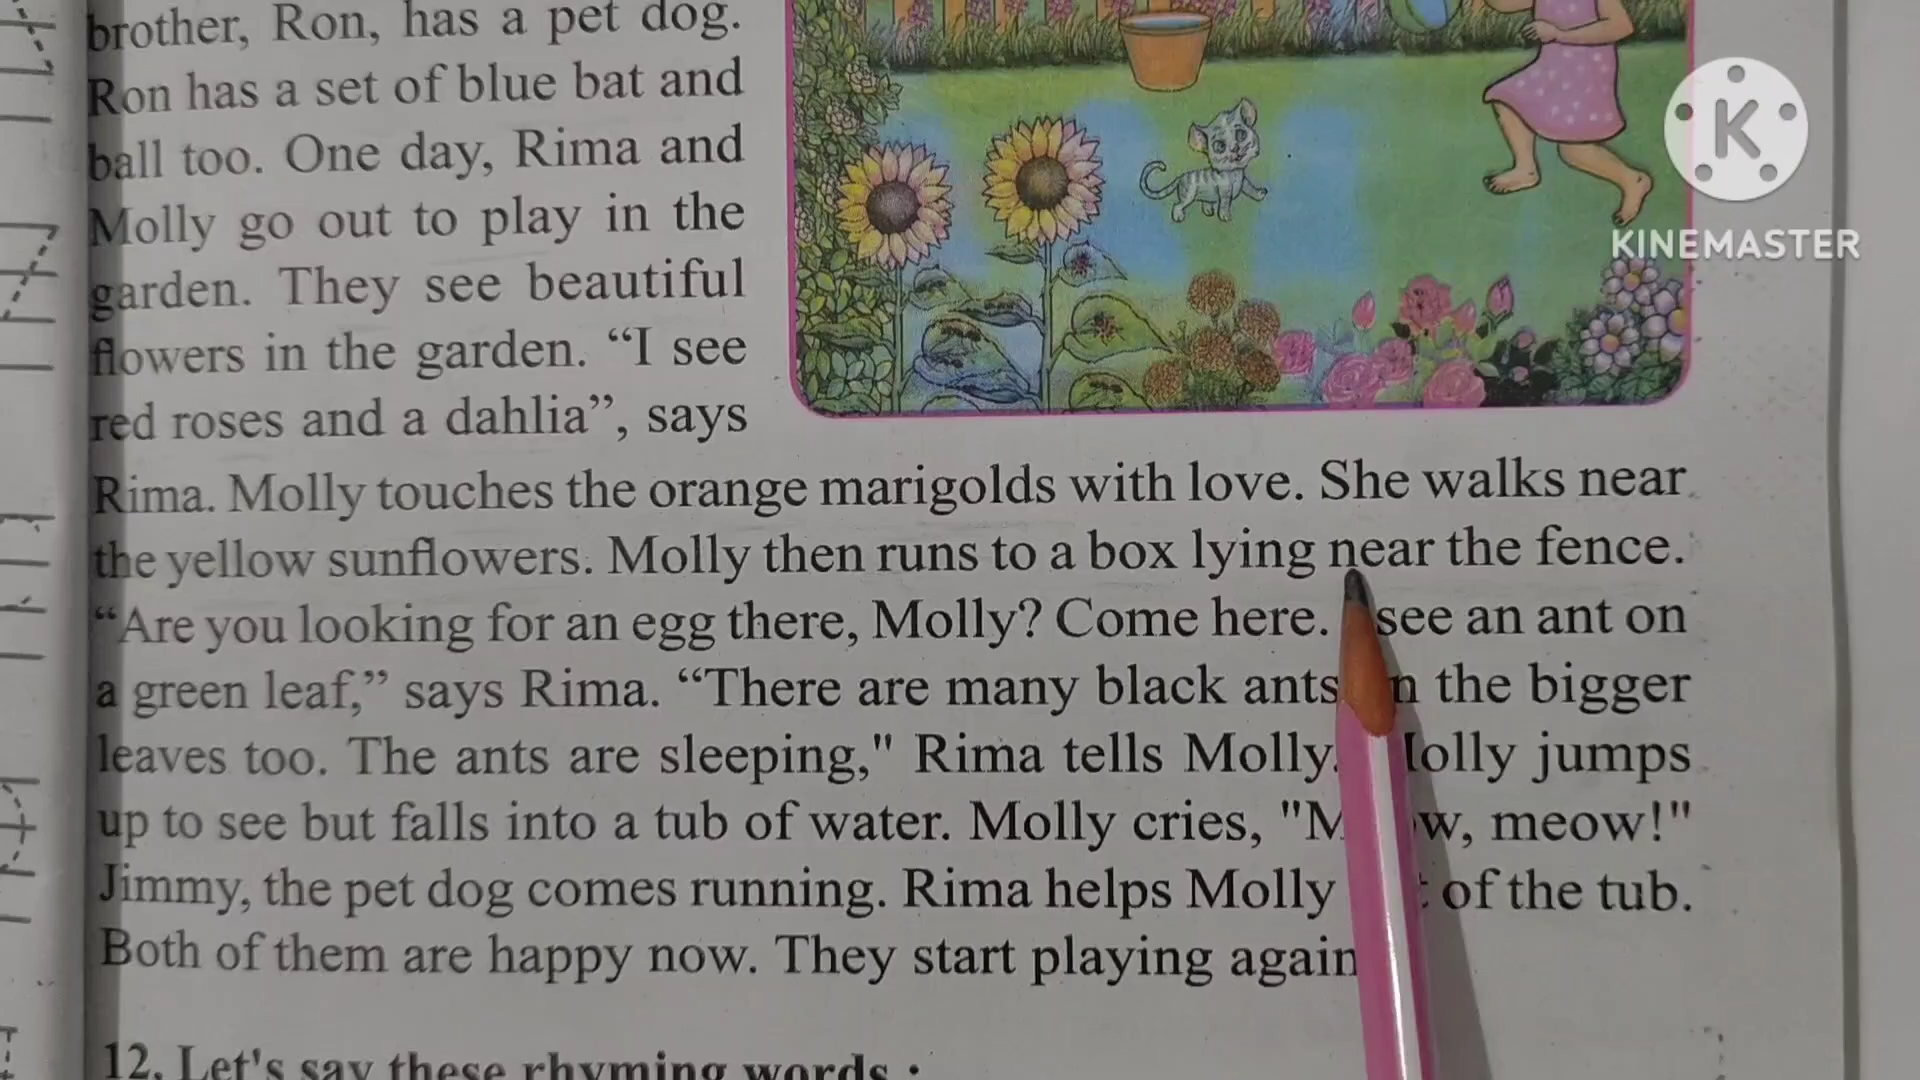 brother, Ron, has a pet dog.
Ron has a set of blue bat and
ball too. One day, Rima and
Molly go out to play in the
garden. They see beautiful
flowers in the garden. “I see
red roses and a dahlia”, says
Rima. Molly touches the orange marigolds with love. She walks near
the yellow sunflowers. Molly then runs to a box lying near the fence.
“Are you looking for an egg there, Molly? Come here. see an ant on
a green leaf,” says Rima. “There are many black ants the bigger
leaves too. The ants are sleeping," Rima tells Molly. Molly jumps
up to see but falls into a tub of water. Molly cries, "Meow, meow!"
Jimmy, the pet dog comes running. Rima helps Molly of the tub.
Both of them are happy now. They start playing again
12. Let's say these rhyming words :
K
KINEMASTER